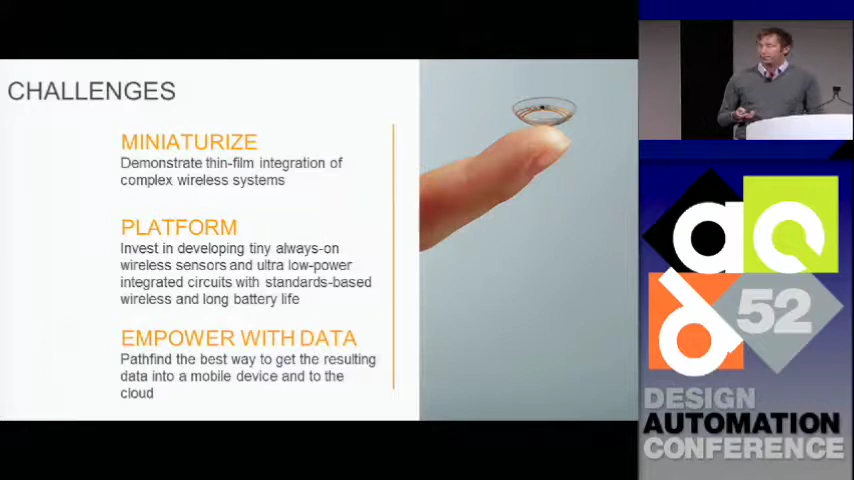 CHALLENGES
MINIATURIZE
Demonstrate thin-film integration of
complex wireless systems
PLATFORM
Invest in developing tiny always-on
wireless sensors and ultra low-power
integrated circuits with standards-based
wireless and long battery life
EMPOWER WITH DATA
Pathfind the best way to get the resulting
data into a mobile device and to the
cloud
dac
52
DESIGN
AUTOMATION
CONFERENCE